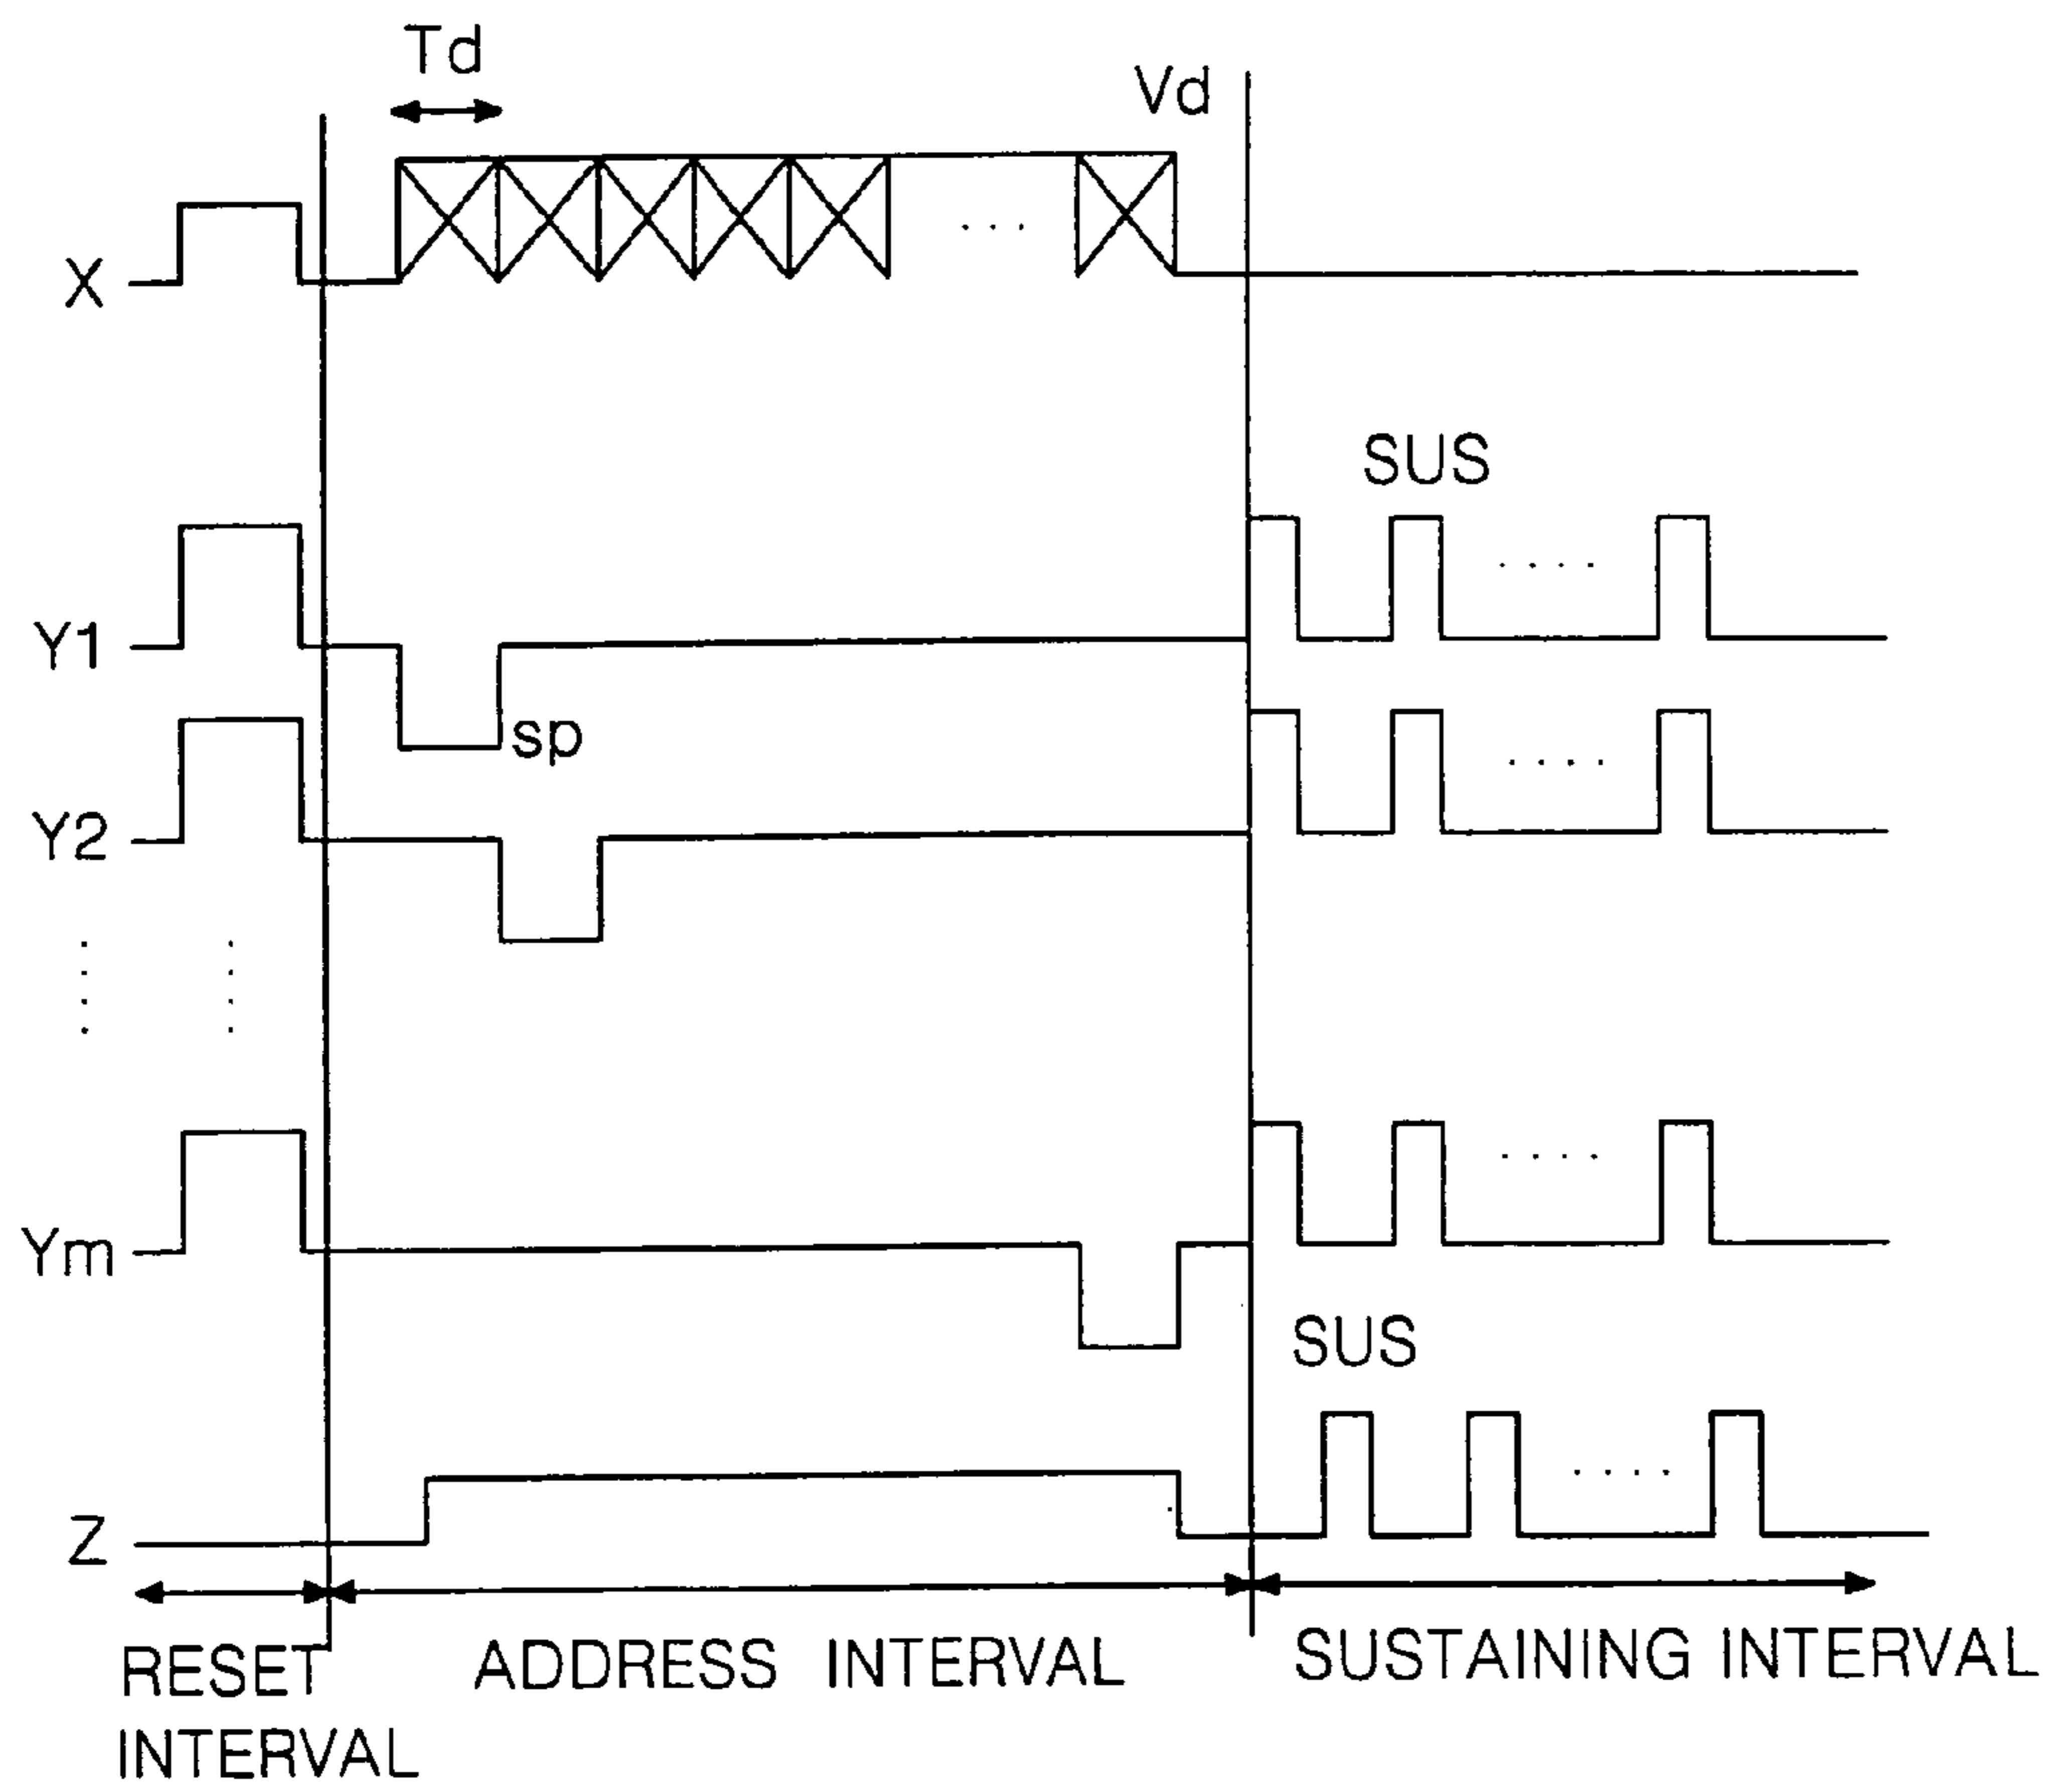 Td
Vd
X
SUS
Y1
sp
Y2
Ym
SUS
Z
RESET INTERVAL
ADDRESS INTERVAL
SUSTAINING INTERVAL